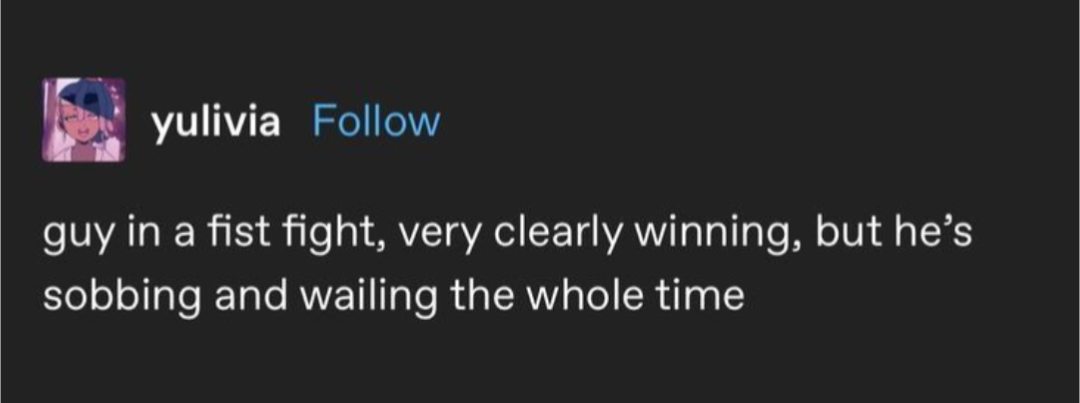 yulivia Follow
guy in a fist fight, very clearly winning, but he’s
sobbing and wailing the whole time